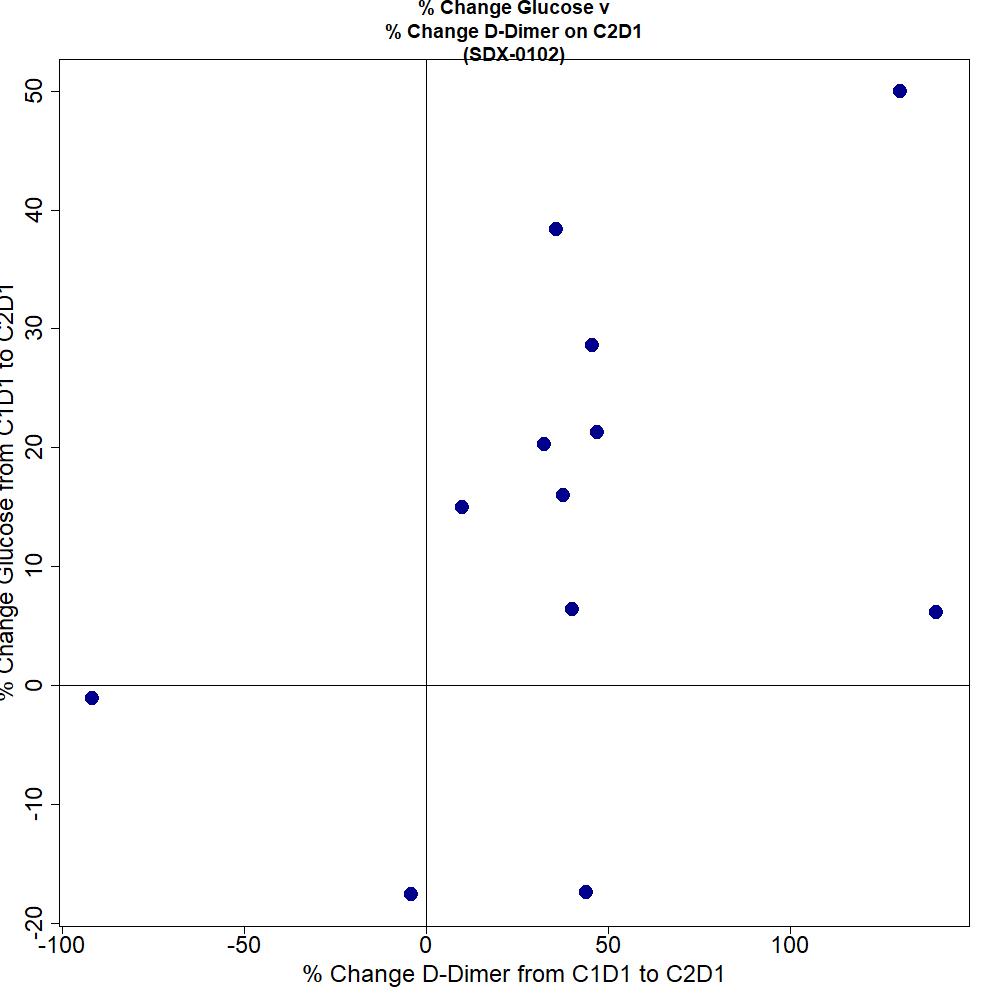 % Change Glucose v
% Change D-Dimer on C2D1
(SDX-0102)
% Change Glucose from C1D1 to C2D1
50
40
30
20
10
0
-10
-20
-100
-50
0
50
100
% Change D-Dimer from C1D1 to C2D1